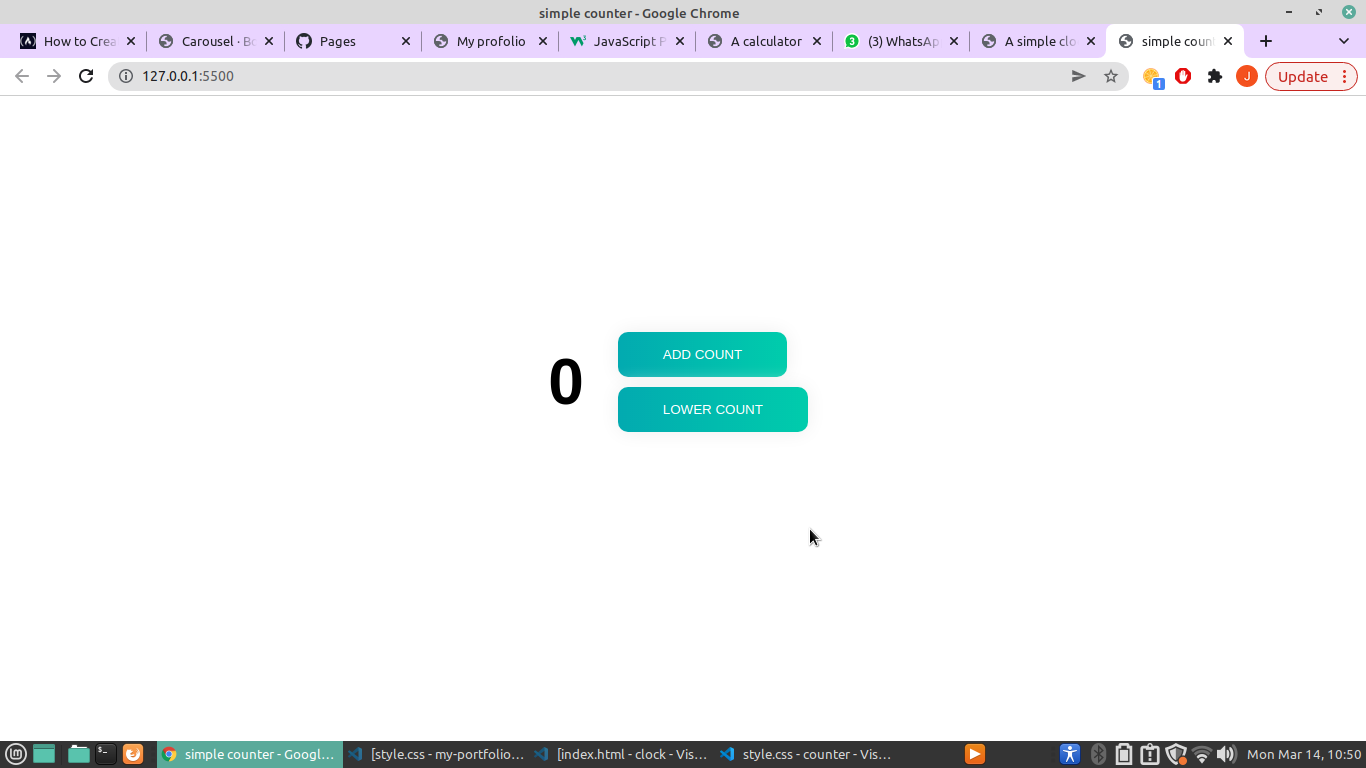 simple counter - Google Chrome
How to Crea
Carousel · Bo
Pages
My profolio
JavaScript P
A calculator
(3) WhatsAp
A simple clo
simple coun
127.0.0.1:5500
1
J
Update
0
ADD COUNT
LOWER COUNT
simple counter - Googl...
[style.css - my-portfolio...
[index.html - clock - Vis...
style.css - counter - Vis...
Mon Mar 14, 10:50